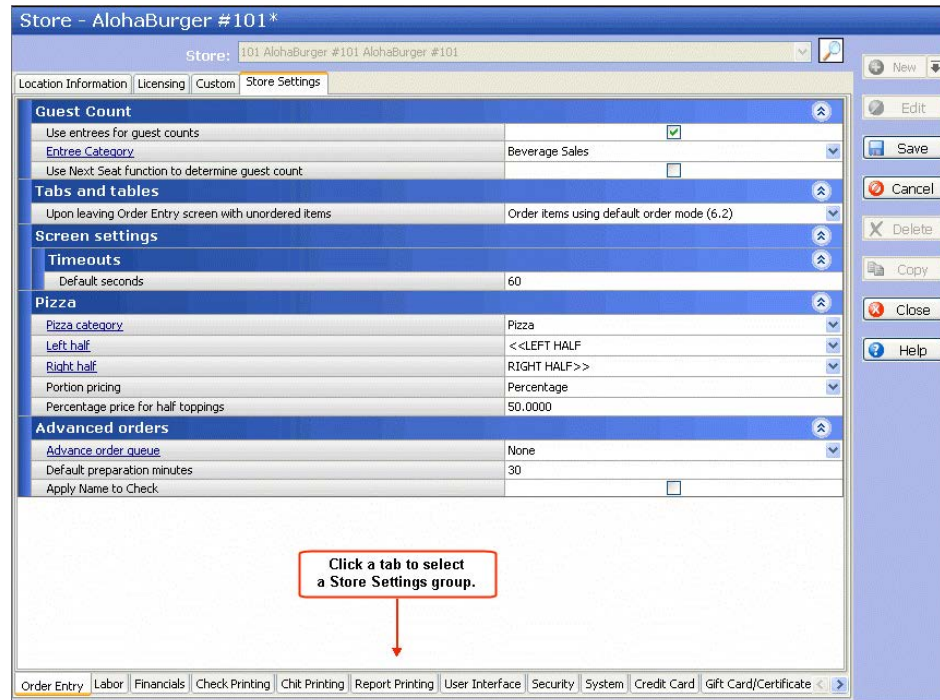 Store - AlohaBurger #101*
Store: 101 AlohaBurger #101 AlohaBurger #101
Location Information Licensing Custom Store Settings
Guest Count
Use entrees for guest counts
Entree Category Beverage Sales
Use Next Seat function to determine guest count
Tabs and tables
Upon leaving Order Entry screen with unordered items Order items using default order mode (6.2)
Screen settings
Timeouts
Default seconds 60
Pizza
Pizza category Pizza
Left half <<LEFT HALF
Right half RIGHT HALF>>
Portion pricing Percentage
Percentage price for half toppings 50.0000
Advanced orders
Advance order queue None
Default preparation minutes 30
Apply Name to Check
Click a tab to select
a Store Settings group.
Order Entry Labor Financials Check Printing Chit Printing Report Printing User Interface Security System Credit Card Gift Card/Certificate
New
Edit
Save
Cancel
Delete
Copy
Close
Help